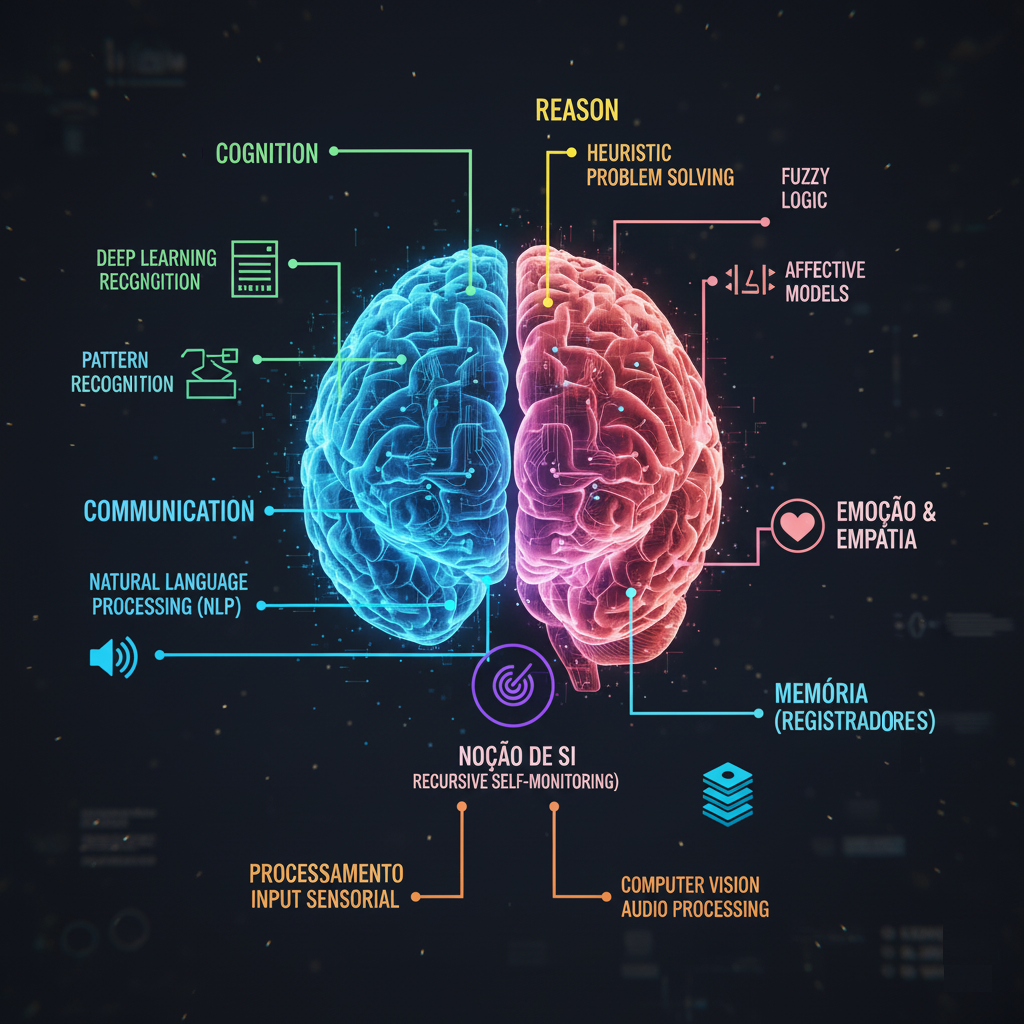 REASON
COGNITION
HEURISTIC
PROBLEM SOLVING
FUZZY
LOGIC
DEEP LEARNING
RECGNGITION
AFFECTIVE
MODELS
PATTERN
RECOGNITION
COMMUNICATION
EMOÇÃO &
EMPATIA
NATURAL LANGUAGE
PROCESSING (NLP)
MEMÓRIA
(REGISTRADORES)
NOÇÃO DE SI
RECURSIVE SELF-MONITORING)
PROCESSAMENTO
INPUT SENSORIAL
COMPUTER VISION
AUDIO PROCESSING